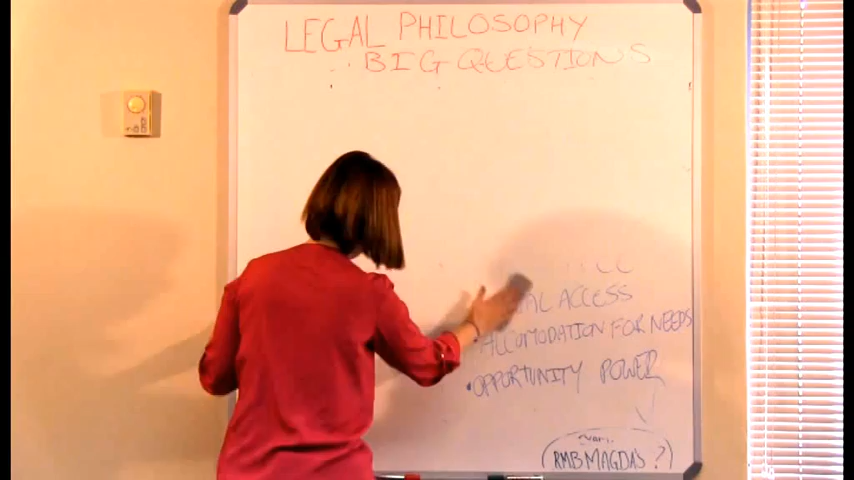 LEGAL PHILOSOPHY
BIG QUESTIONS
ACCESS
ACCOMODATION FOR NEEDS
• OPPORTUNITY POWER
RMB MAGDA'S ?